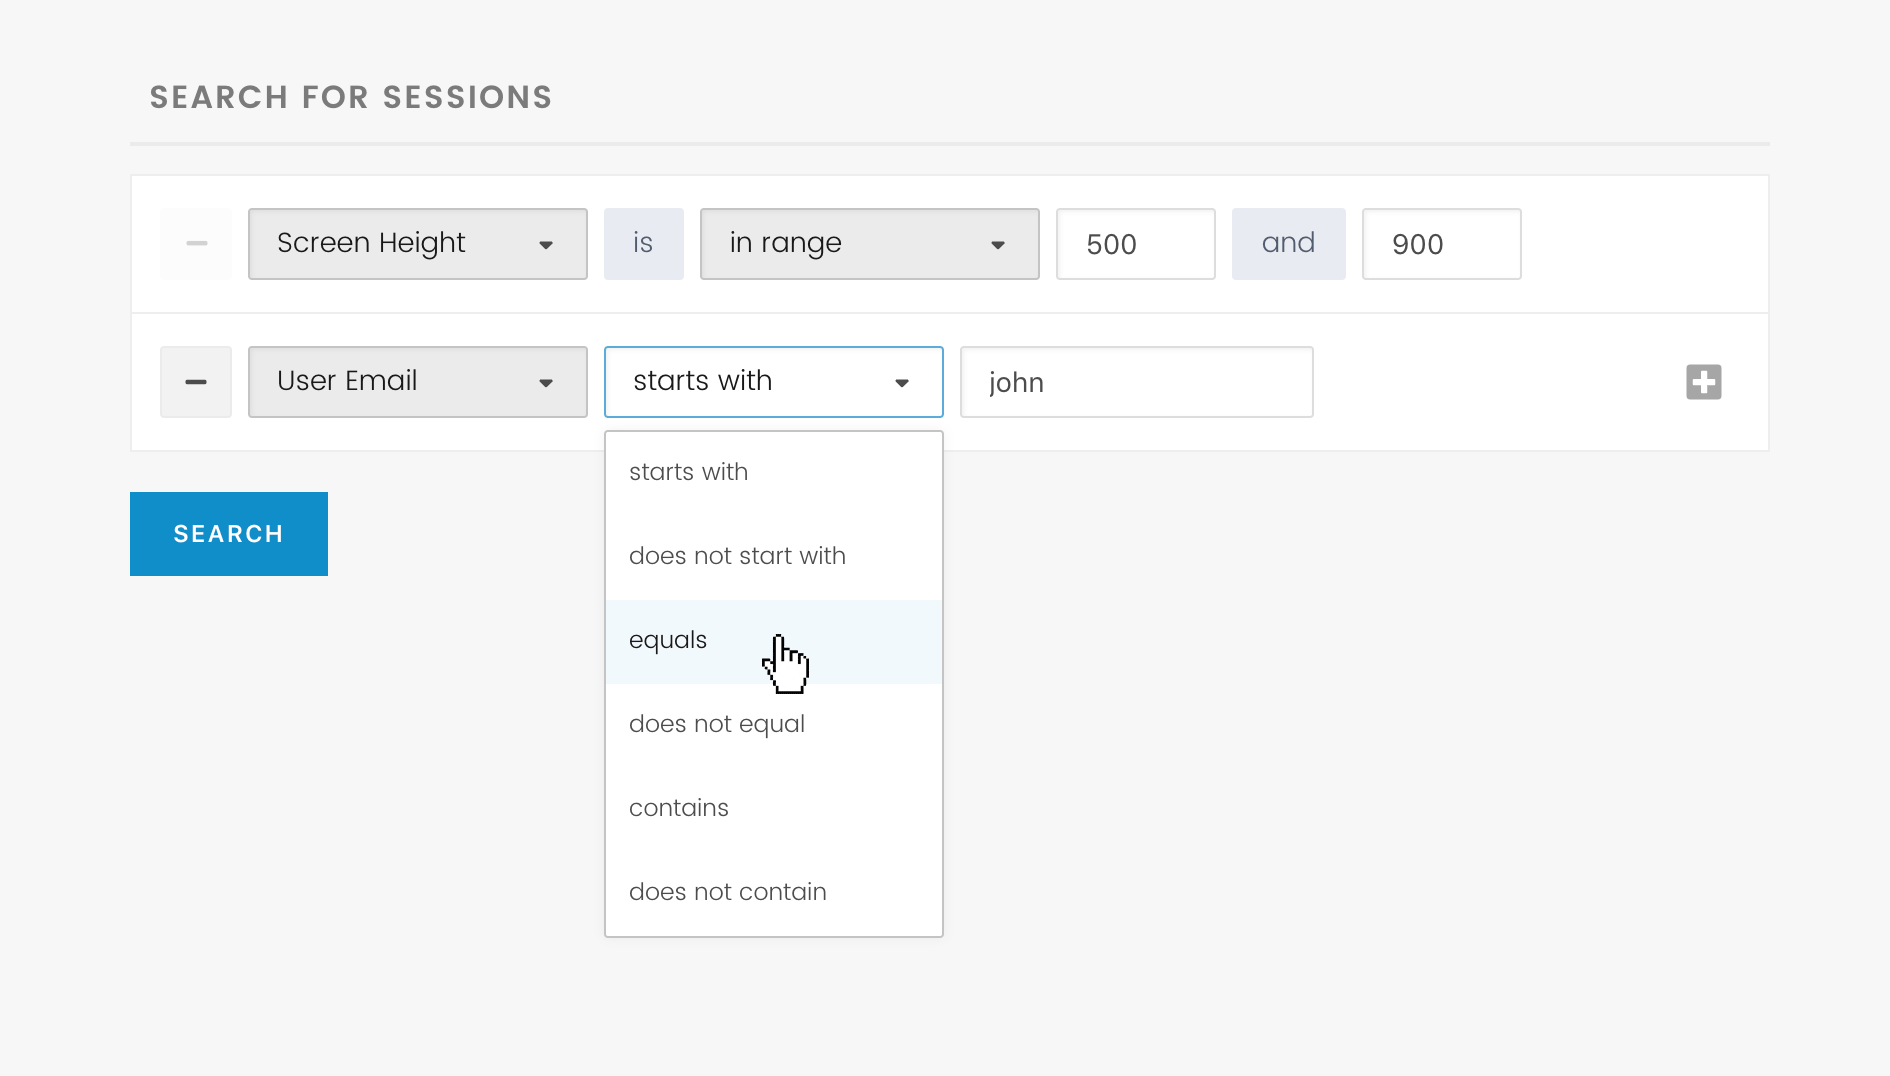 SEARCH FOR SESSIONS
Screen Height is in range 500 and 900
User Email starts with john
starts with
SEARCH
does not start with
equals
does not equal
contains
does not contain